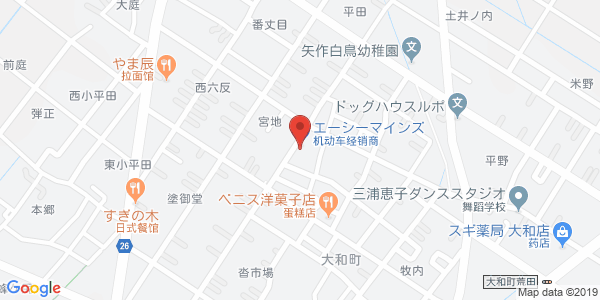 大庭
平田
土井ノ内
番丈目
やま辰
拉面馆
矢作白鳥幼稚園
文
前庭
西六反
西小平田
米野
弾正
宮地
ドッグハウスルポ
文
エーシーマインズ
机动车经销商
東小平田
平野
塗御堂
ペニス洋菓子店
蛋糕店
三浦恵子ダンススタジオ
舞蹈学校
本郷
すぎの木
日式餐馆
スギ薬局 大和店
药店
26
大和町
沓市場
牧内
大和町荒田
Google
Map data ©2019